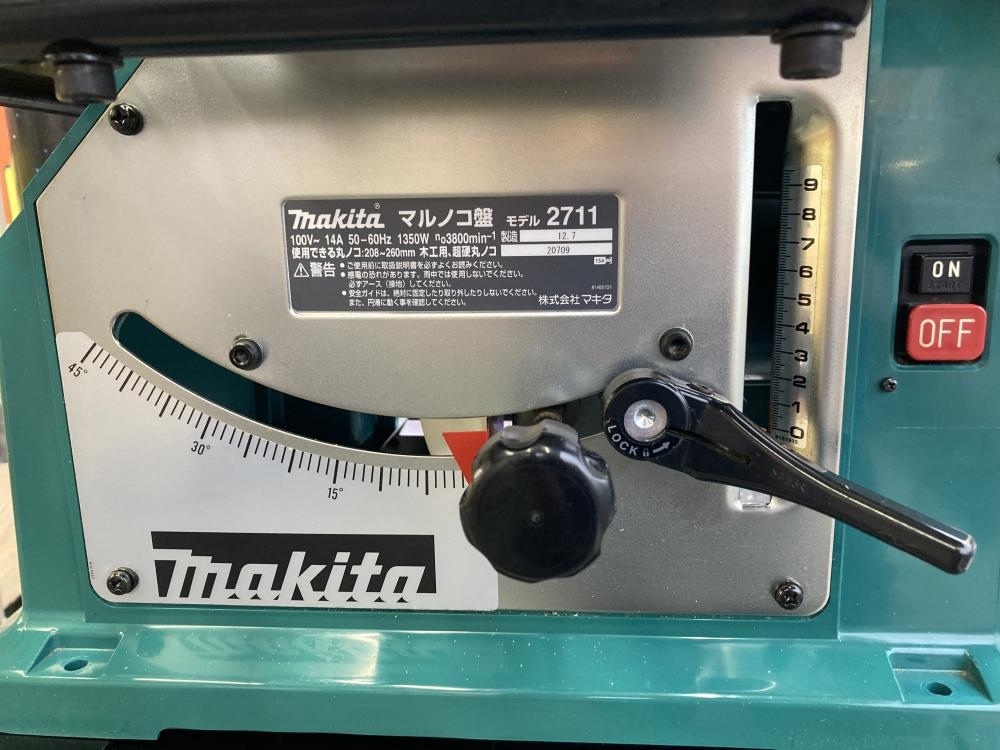 makita® マルノコ盤 モデル 2711
100V~ 14A 50-60Hz 1350W n₀3800min⁻¹ 製造 12.7
使用できる丸ノコ:208~260mm 木工用、超硬丸ノコ 20709
154
⚠警告 ●ご使用前に取扱説明書を必ずよくお読みください。
●感電の恐れがあります。雨中では使用しないでください。
必ずアース(接地)してください。
●安全ガイドは、絶対に固定したり取り外したりしないでください。
また、円滑に動く事を確認してください。
株式会社マキタ
9
8
7
6
5
4
3
2
1
0
ON
START
OFF
45°
30°
15°
LOCK
makita